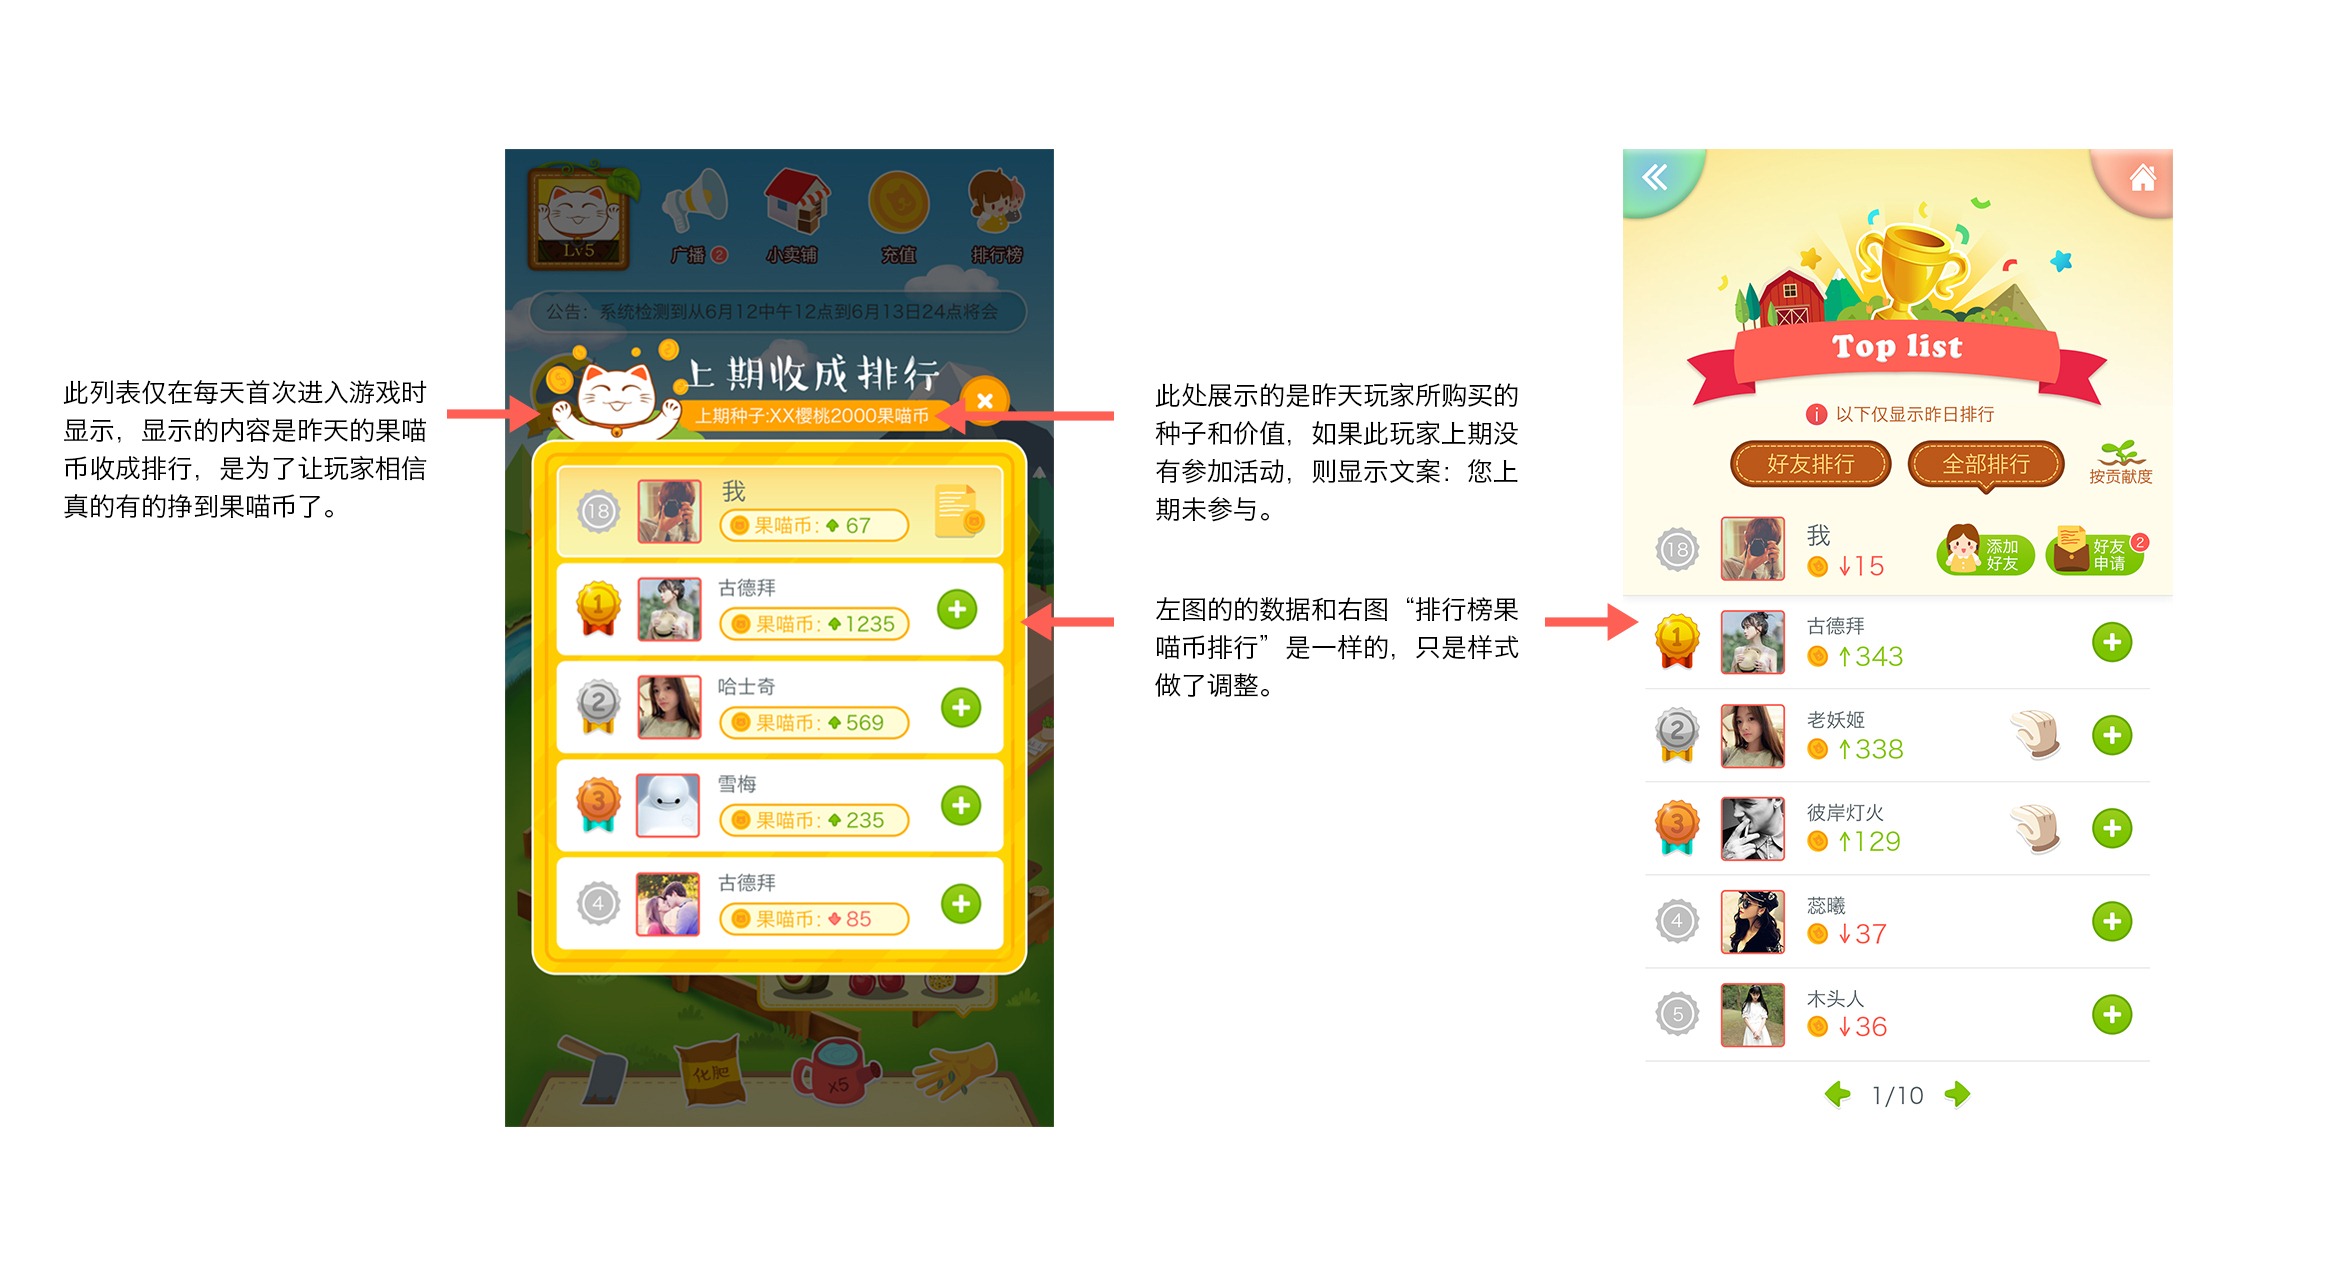 此列表仅在每天首次进入游戏时
显示，显示的内容是昨天的果喵
币收成排行，是为了让玩家相信
真的有的挣到果喵币了。
Lv5
广播 2
小卖铺
充值
排行榜
公告：系统检测到从6月12中午12点到6月13日24点将会
上期收成排行
上期种子:XX樱桃2000果喵币
18
我
果喵币： 67
1
古德拜
果喵币： 1235
2
哈士奇
果喵币： 569
3
雪梅
果喵币： 235
4
古德拜
果喵币： 85
化肥
x5
此处展示的是昨天玩家所购买的
种子和价值，如果此玩家上期没
有参加活动，则显示文案：您上
期未参与。
左图的的数据和右图“排行榜果
喵币排行”是一样的，只是样式
做了调整。
Top list
i 以下仅显示昨日排行
好友排行
全部排行
按贡献度
18
我
↓15
添加
好友
好友
申请
2
1
古德拜
↑343
2
老妖姬
↑338
3
彼岸灯火
↑129
4
蕊曦
↓37
5
木头人
↓36
1/10